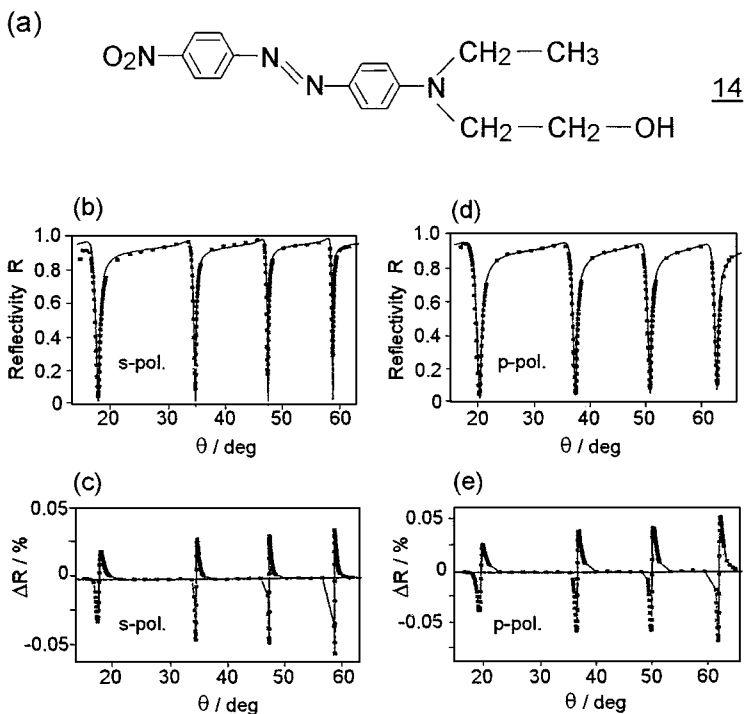 (a)
O2N
N
N
N
CH2
CH3
CH2
CH2
OH
14
(b)
Reflectivity R
1.0
0.8
0.6
0.4
0.2
0
s-pol.
20 30 40 50 60
θ / deg
(d)
Reflectivity R
1.0
0.8
0.6
0.4
0.2
0
p-pol.
20 30 40 50 60
θ / deg
(c)
ΔR / %
0.05
0
-0.05
s-pol.
20 30 40 50 60
θ / deg
(e)
ΔR / %
0.05
0
-0.05
p-pol.
20 30 40 50 60
θ / deg